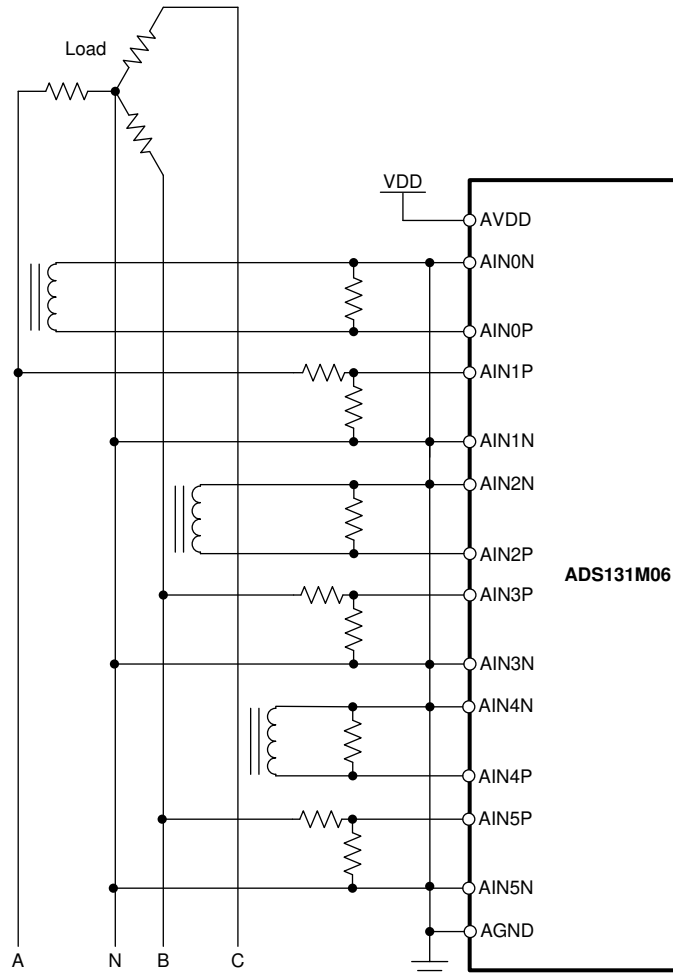 Load
VDD
AVDD
AIN0N
AIN0P
AIN1P
AIN1N
AIN2N
AIN2P
ADS131M06
AIN3P
AIN3N
AIN4N
AIN4P
AIN5P
AIN5N
AGND
A
N
B
C